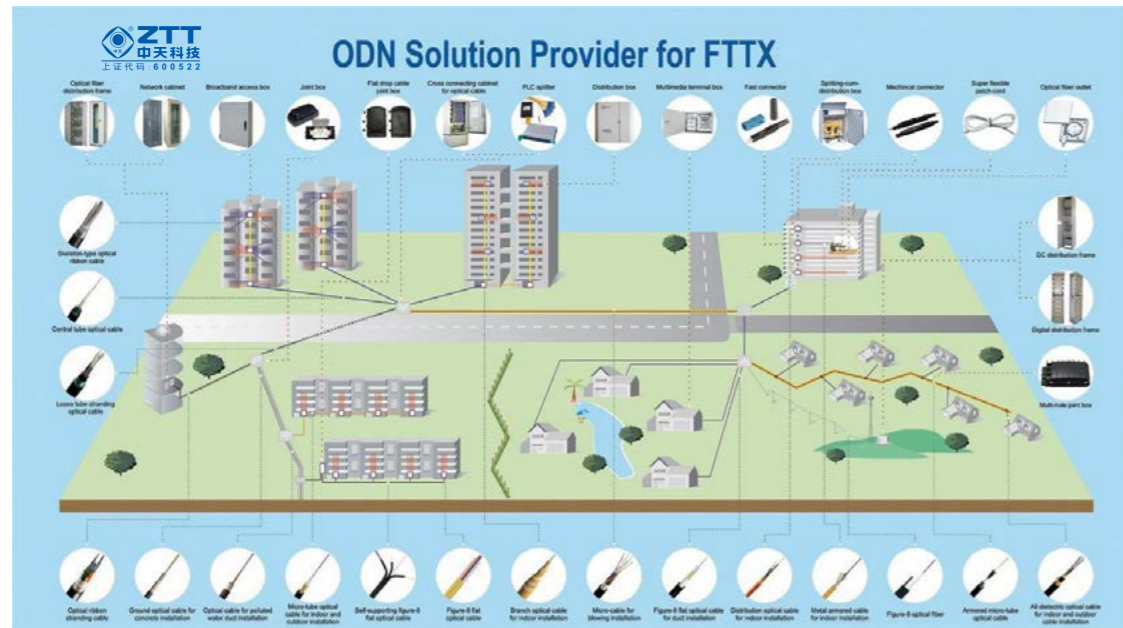 ZTT
中天科技
上证代码:600522
ODN Solution Provider for FTTX
Optical fiber
distribution frame
Network cabinet
Broadband access box
Joint box
Flat drop cable
joint box
Cross connecting cabinet
for optical cable
PLC splitter
Distribution box
Multimedia terminal box
Fast connector
Splitting-cum-
distribution box
Mechincal connector
Super flexible
patch-cord
Optical fiber outlet
Skeleton-type optical
ribbon cable
Central tube optical cable
Loose tube stranding
optical cable
DC distribution frame
Digital distribution frame
Multi-hole joint box
Optical ribbon
stranding cable
Ground optical cable for
concrete installation
Optical cable for polluted
water duct installation
Micro-tube optical
cable for indoor and
outdoor installation
Self-supporting figure-8
flat optical cable
Figure-8 flat
optical cable
Branch optical cable
for indoor installation
Micro-cable for
blowing installation
Figure-8 flat optical cable
for duct installation
Distribution optical cable
for indoor installation
Metal armored cable
for indoor installation
Figure-8 optical fiber
Armored micro-tube
optical cable
All dielectric optical cable
for indoor and outdoor
cable installation